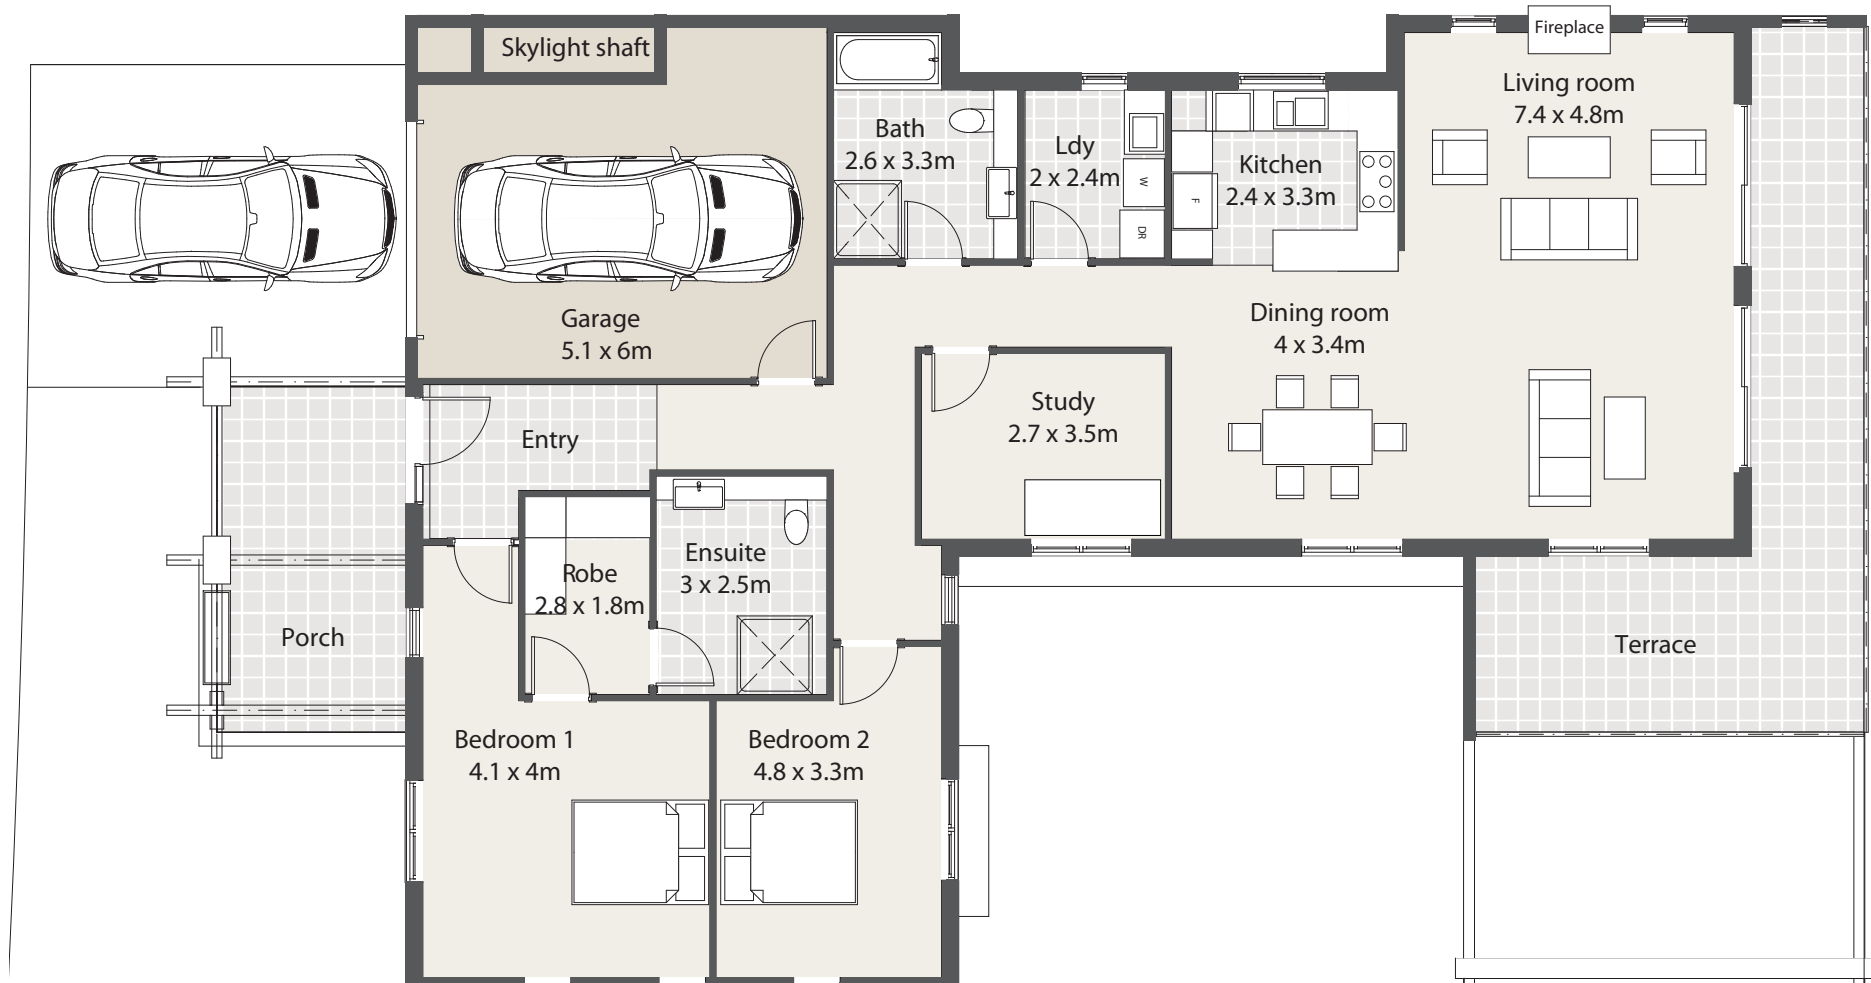 Skylight shaft
Fireplace
Living room
7.4 x 4.8m
Bath
2.6 x 3.3m
Ldy
2 x 2.4m
W
DR
F
Kitchen
2.4 x 3.3m
Garage
5.1 x 6m
Dining room
4 x 3.4m
Study
2.7 x 3.5m
Entry
Ensuite
3 x 2.5m
Robe
2.8 x 1.8m
Porch
Terrace
Bedroom 1
4.1 x 4m
Bedroom 2
4.8 x 3.3m